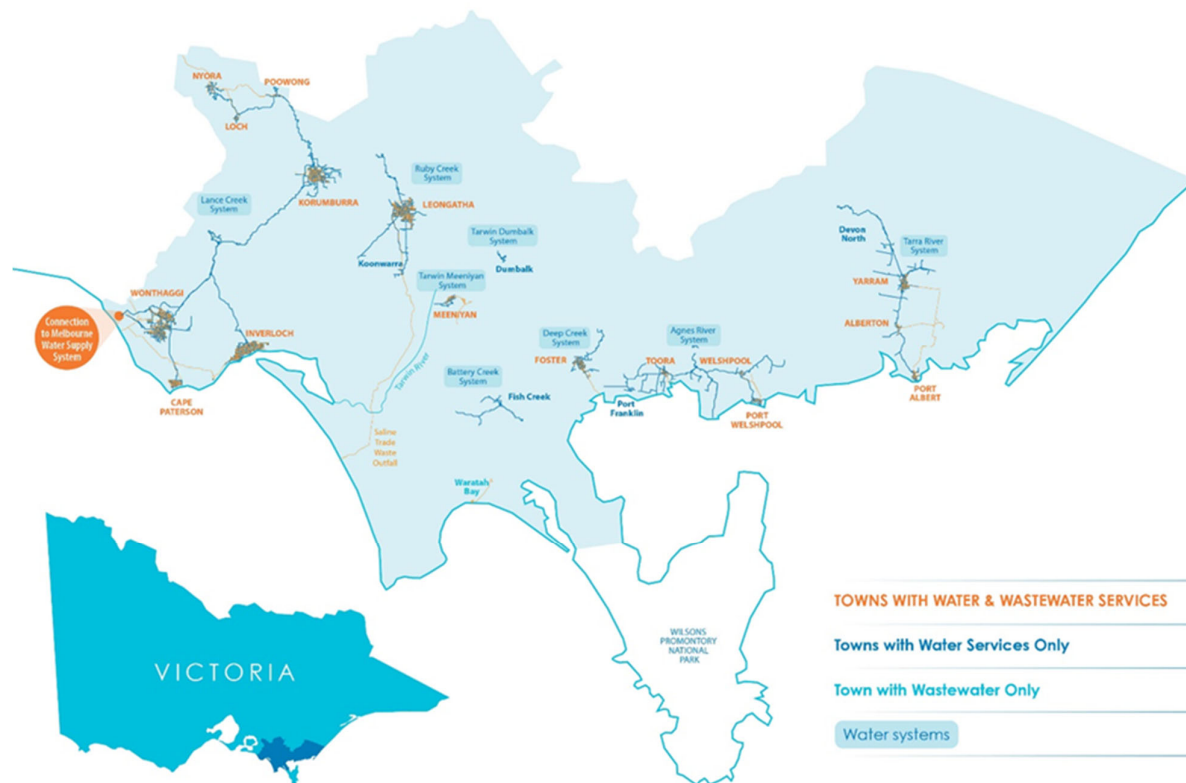 NYORA
POOWONG
LOCH
Ruby Creek
System
KORUMBURRA
Lance Creek
System
LEONGATHA
Tarwin Dumbalk
System
Koonwarra
Dumbalk
Devon
North
Tarra River
System
Tarwin Meeniyan
System
YARRAM
WONTHAGGI
MEENIYAN
Connection
to Melbourne
Water Supply
System
INVERLOCH
Deep Creek
System
Agnes River
System
ALBERTON
FOSTER
TOORA
WELSHPOOL
Tarwin River
Battery Creek
System
CAPE
PATERSON
Fish Creek
Port
Franklin
PORT
WELSHPOOL
PORT
ALBERT
Saline
Trade
Waste
Outfall
Waratah
Bay
WILSONS
PROMONTORY
NATIONAL
PARK
VICTORIA
TOWNS WITH WATER & WASTEWATER SERVICES
Towns with Water Services Only
Town with Wastewater Only
Water systems